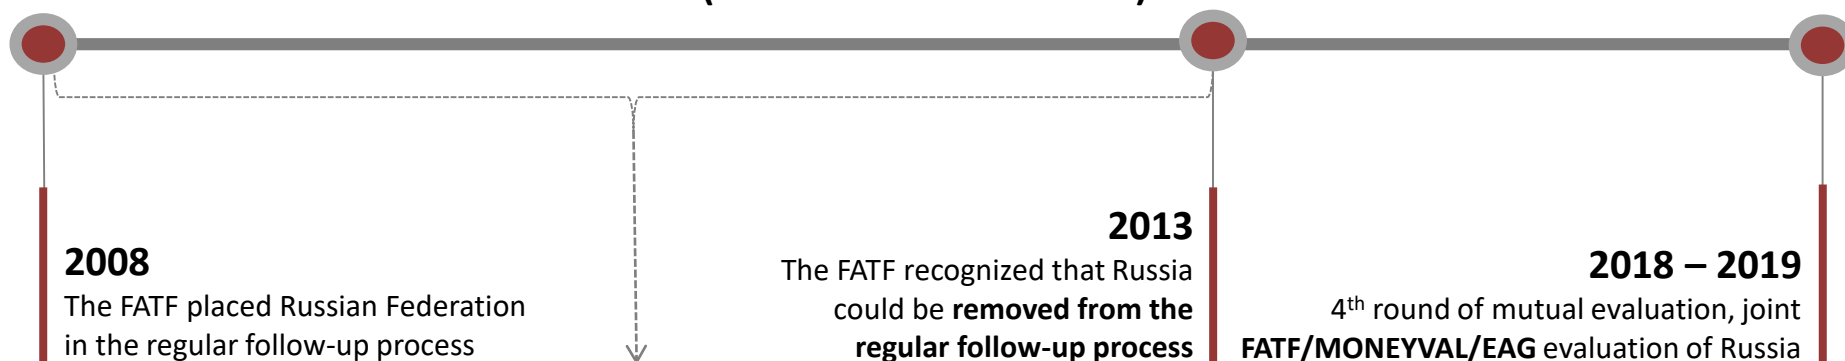 2008
The FATF placed Russian Federation
in the regular follow-up process
2013
The FATF recognized that Russia
could be removed from the
regular follow-up process
2018 – 2019
4th round of mutual evaluation, joint
FATF/MONEYVAL/EAG evaluation of Russia